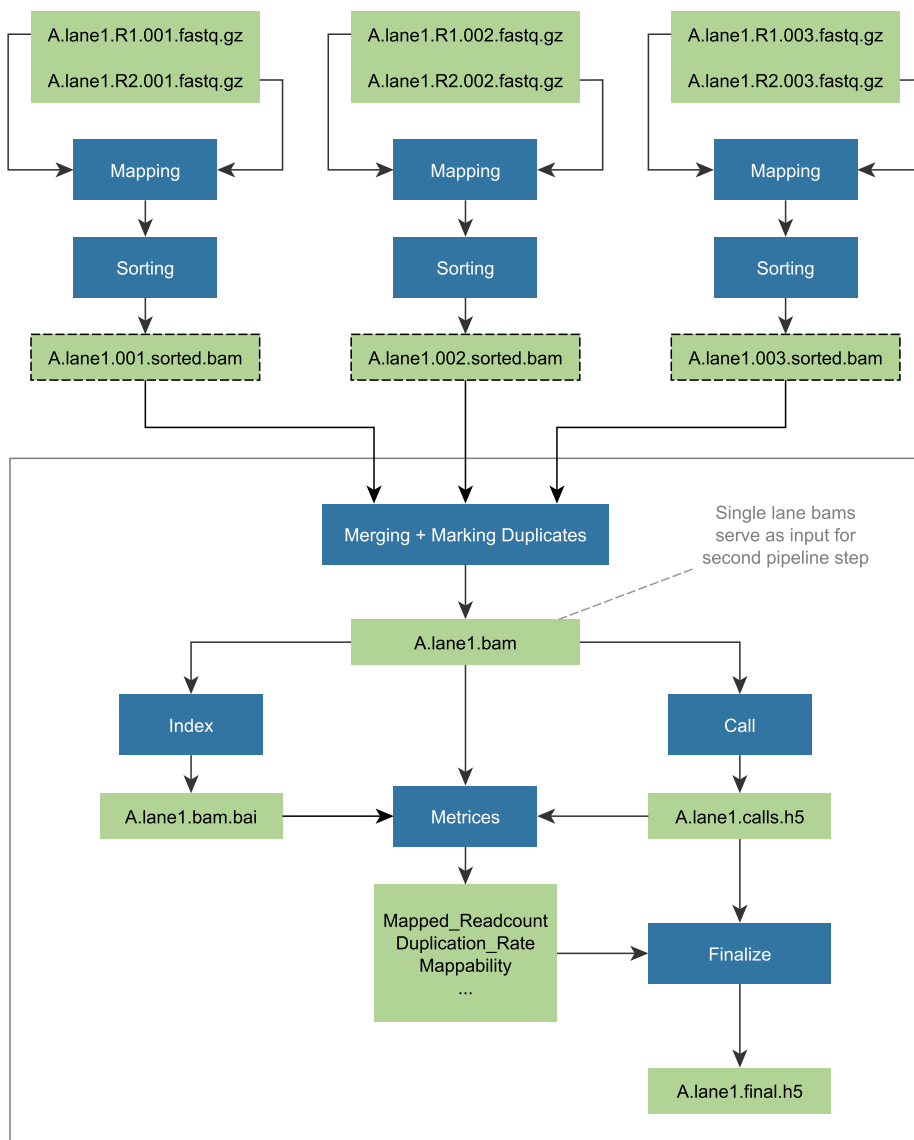 A.lane1.R1.001.fastq.gz
A.lane1.R2.001.fastq.gz
A.lane1.R1.002.fastq.gz
A.lane1.R2.002.fastq.gz
A.lane1.R1.003.fastq.gz
A.lane1.R2.003.fastq.gz
Mapping
Mapping
Mapping
Sorting
Sorting
Sorting
A.lane1.001.sorted.bam
A.lane1.002.sorted.bam
A.lane1.003.sorted.bam
Merging + Marking Duplicates
Single lane bams
serve as input for
second pipeline step
A.lane1.bam
Index
Call
A.lane1.bam.bai
Metrices
A.lane1.calls.h5
Mapped_Readcount
Duplication_Rate
Mappability
...
Finalize
A.lane1.final.h5